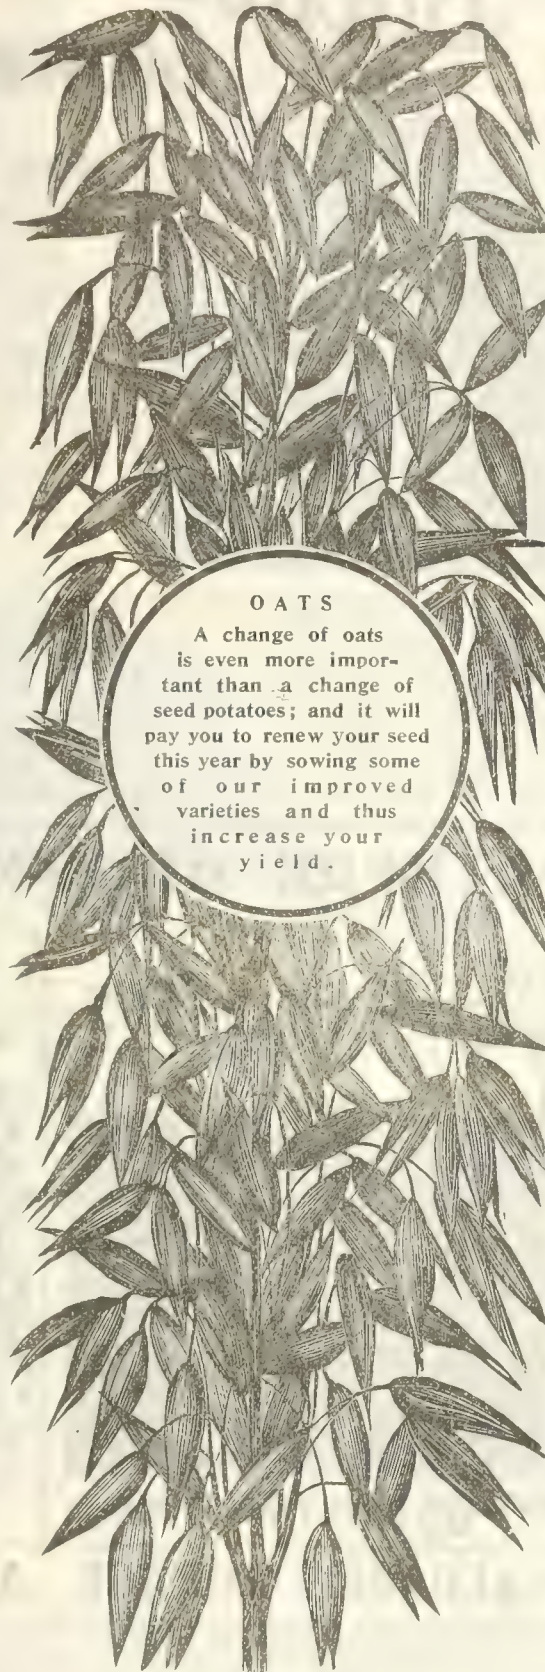 OATS
A change of oats
is even more impor-
tant than a change of
seed potatoes; and it will
pay you to renew your seed
this year by sowing some
of our improved
varieties and thus
increase your
yield.